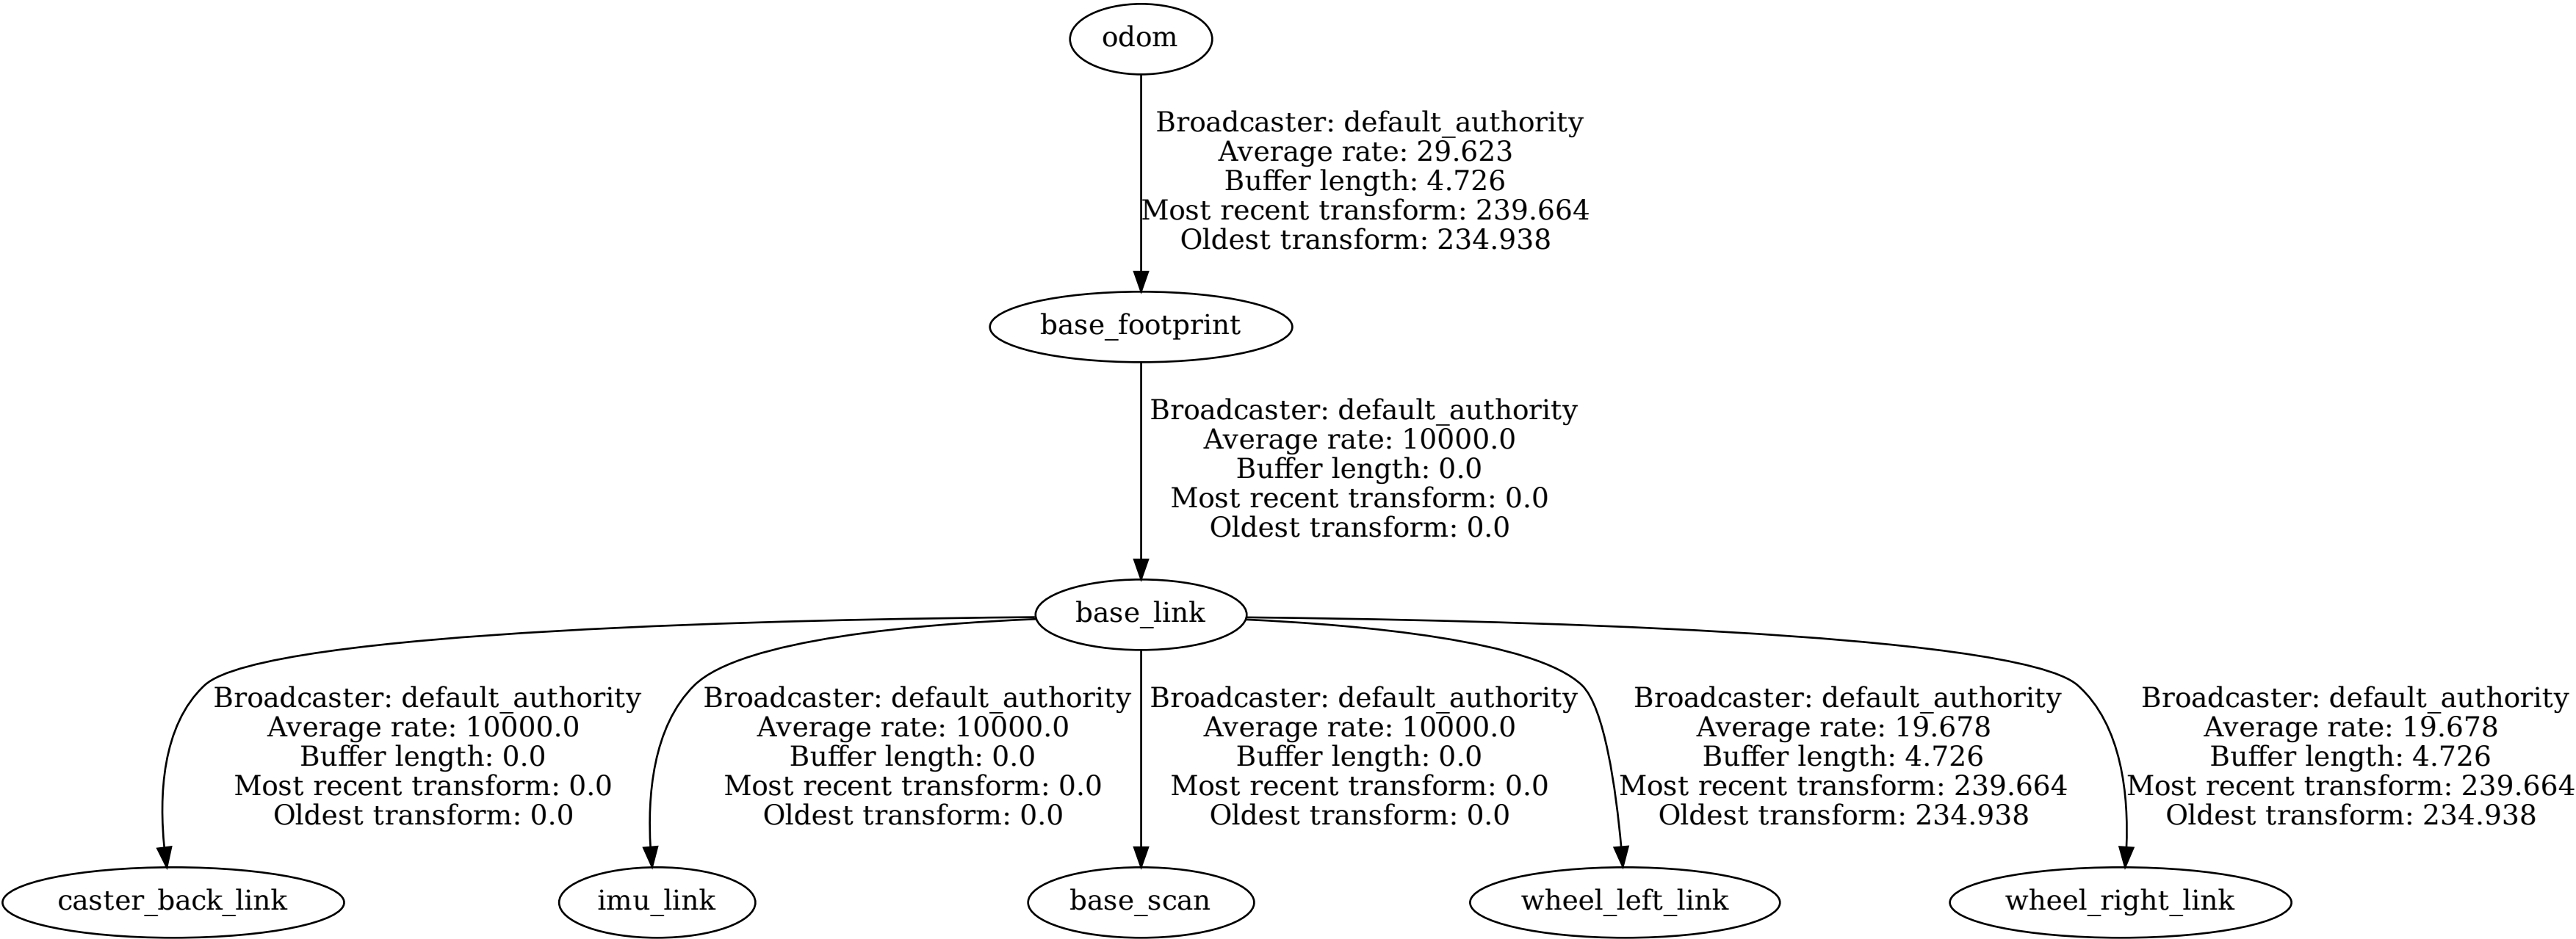 odom
Broadcaster: default_authority
Average rate: 29.623
Buffer length: 4.726
Most recent transform: 239.664
Oldest transform: 234.938
base_footprint
Broadcaster: default_authority
Average rate: 10000.0
Buffer length: 0.0
Most recent transform: 0.0
Oldest transform: 0.0
base_link
Broadcaster: default_authority
Average rate: 10000.0
Buffer length: 0.0
Most recent transform: 0.0
Oldest transform: 0.0
Broadcaster: default_authority
Average rate: 10000.0
Buffer length: 0.0
Most recent transform: 0.0
Oldest transform: 0.0
Broadcaster: default_authority
Average rate: 10000.0
Buffer length: 0.0
Most recent transform: 0.0
Oldest transform: 0.0
Broadcaster: default_authority
Average rate: 19.678
Buffer length: 4.726
Most recent transform: 239.664
Oldest transform: 234.938
Broadcaster: default_authority
Average rate: 19.678
Buffer length: 4.726
Most recent transform: 239.664
Oldest transform: 234.938
caster_back_link
imu_link
base_scan
wheel_left_link
wheel_right_link